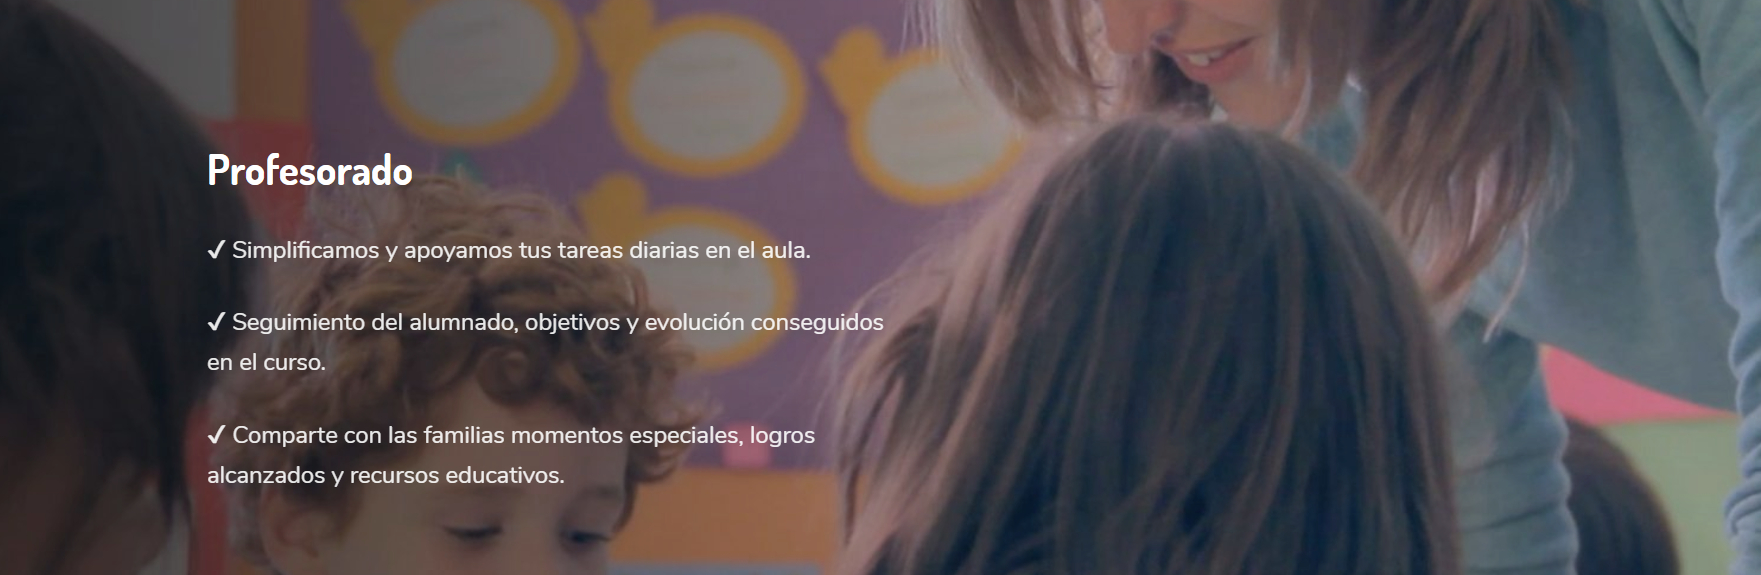 Profesorado
✓ Simplificamos y apoyamos tus tareas diarias en el aula.
✓ Seguimiento del alumnado, objetivos y evolución conseguidos
en el curso.
✓ Comparte con las familias momentos especiales, logros
alcanzados y recursos educativos.